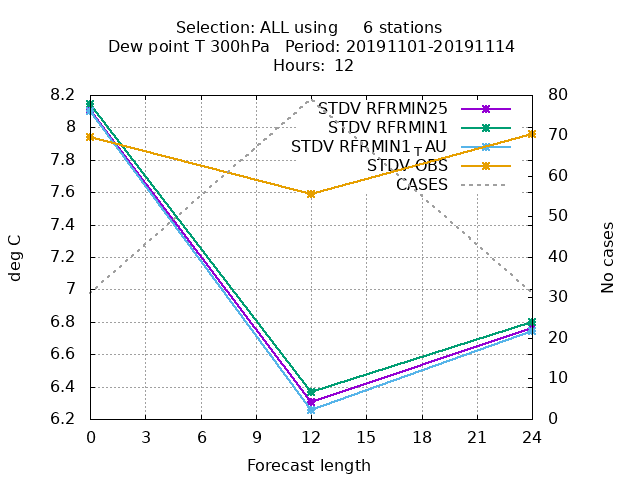 Selection: ALL using     6 stations
Dew point T 300hPa   Period: 20191101-20191114
Hours: 12
STDV RFRMIN25
STDV RFRMIN1
STDV RFRMIN1_TAU
STDV OBS
CASES
8.2
8
7.8
7.6
7.4
7.2
7
6.8
6.6
6.4
6.2
80
70
60
50
40
30
20
10
0
deg C
No cases
0 3 6 9 12 15 18 21 24
Forecast length